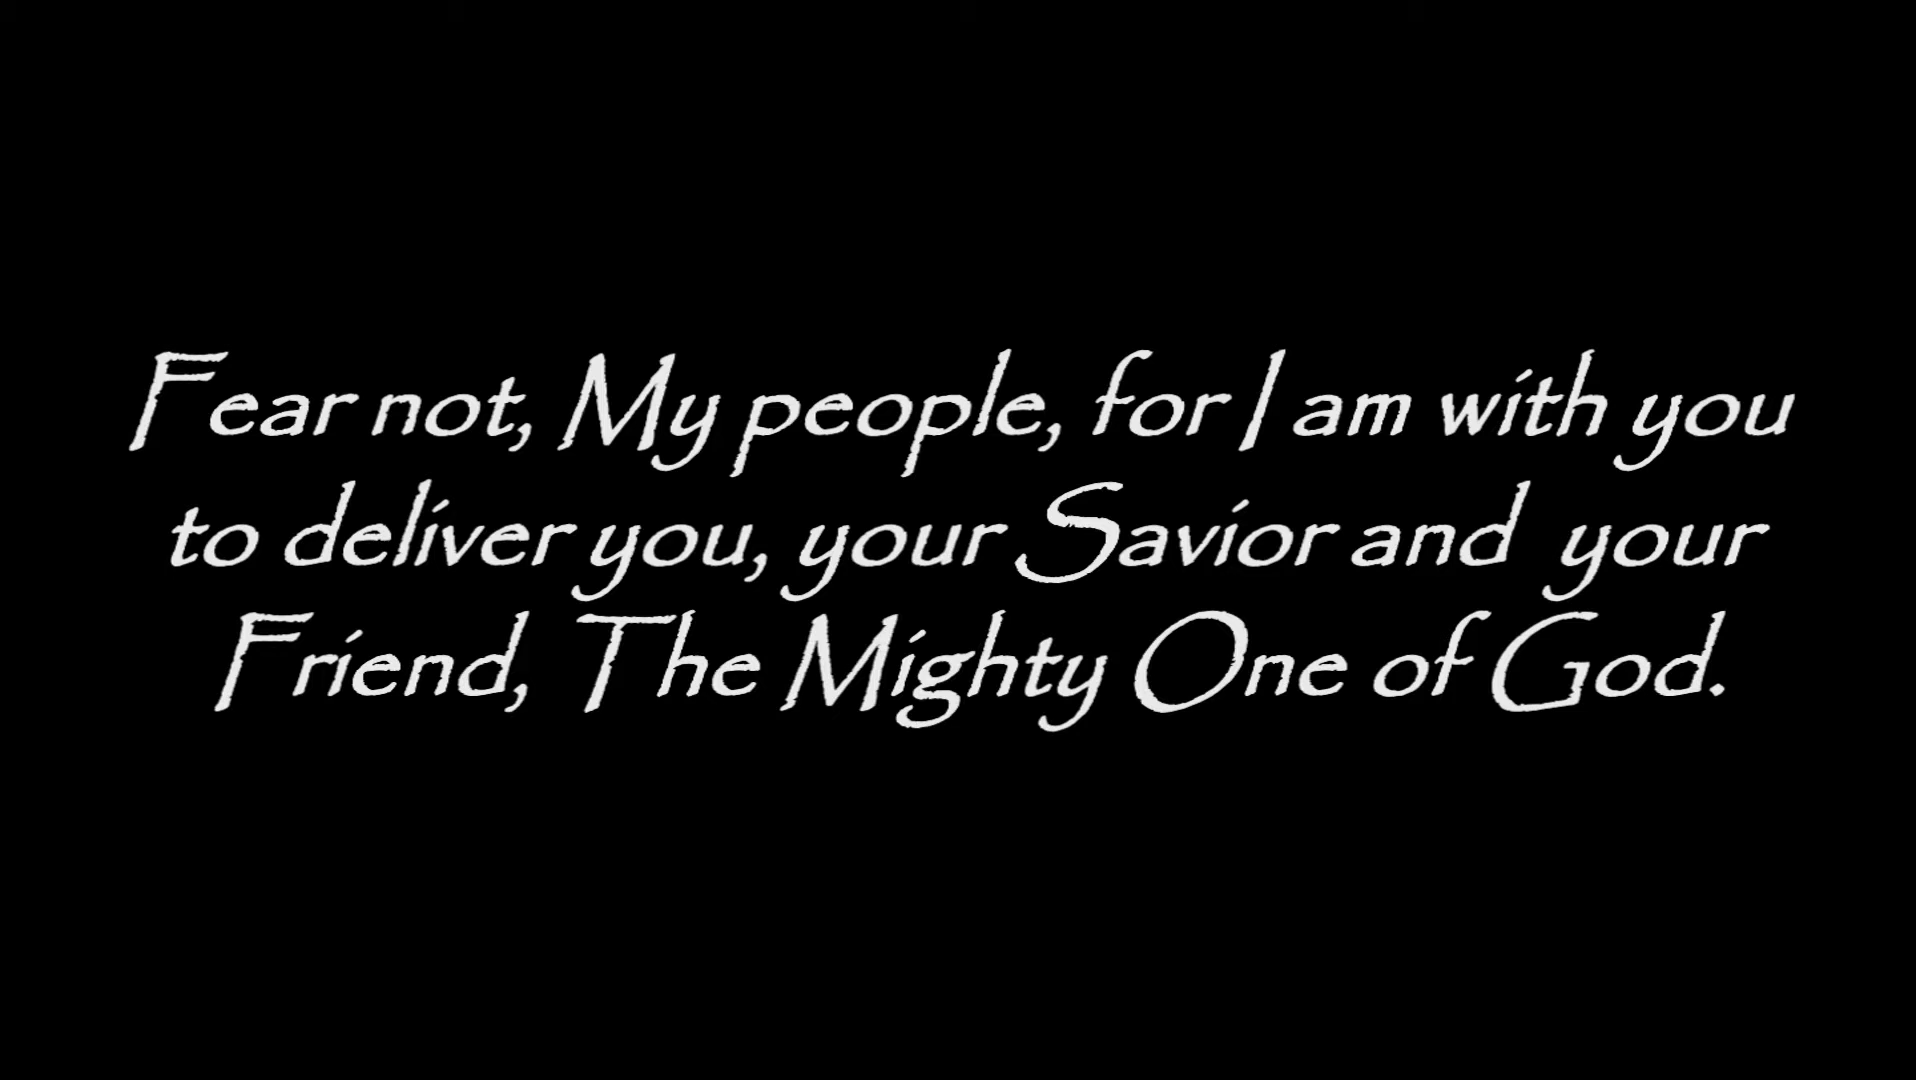 Fear not, My people, for I am with you
to deliver you, your Savior and  your
Friend, The Mighty One of God.